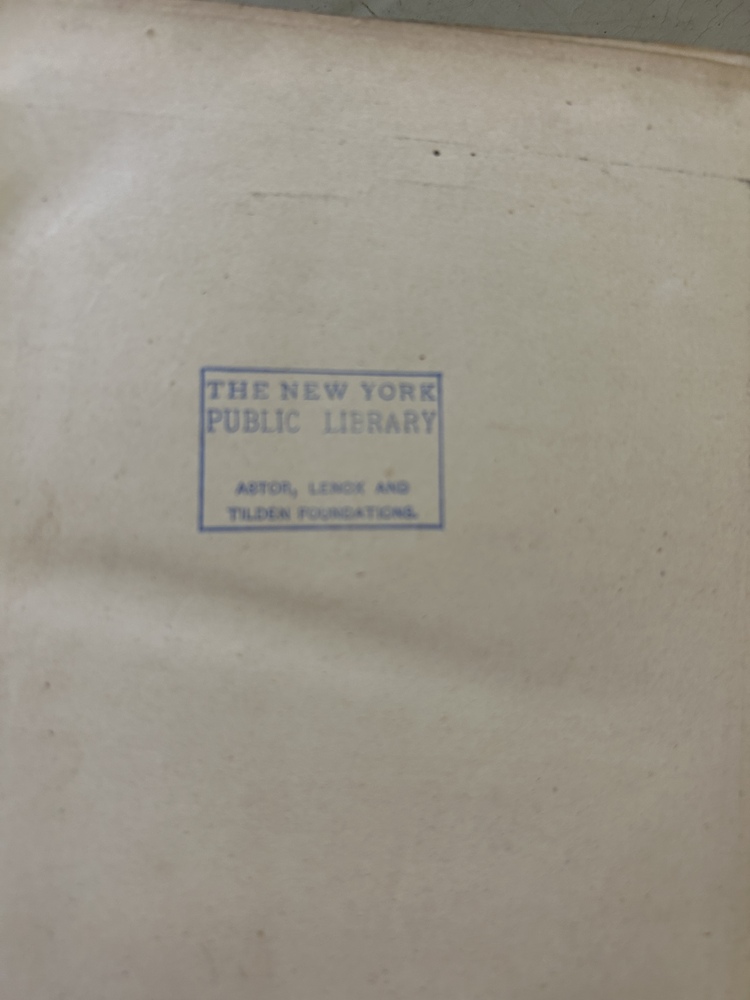 THE NEW YORK
PUBLIC LIBRARY
ASTOR, LENOX AND
TILDEN FOUNDATIONS.